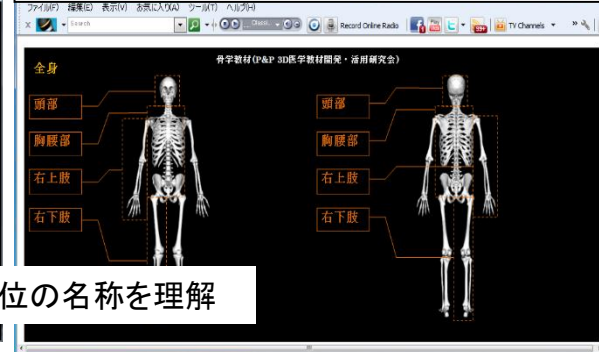 ファイル(F) 編集(E) 表示(V) お気に入り(A) ツール(T) ヘルプ(H)
x Search Record Online Radio TV Channels »
骨学教材(P&P 3D医学教材開発・活用研究会)
全身
頭部
胸腰部
右上肢
右下肢
頭部
胸腰部
右上肢
右下肢
位の名称を理解